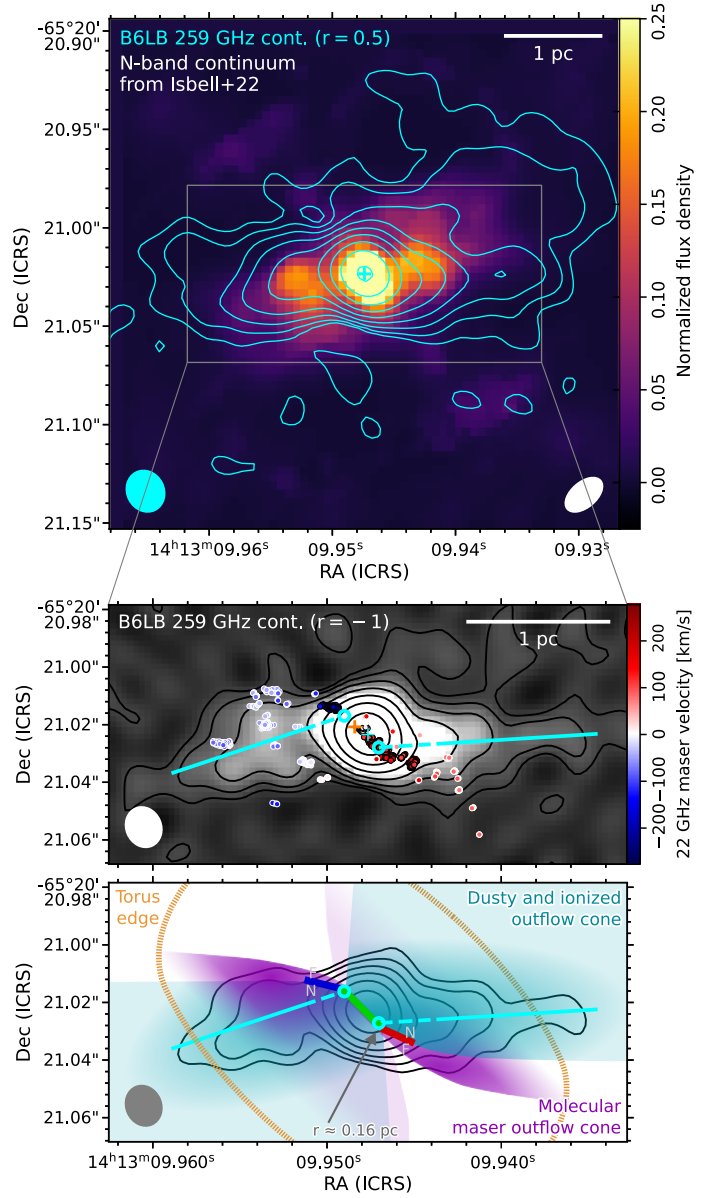 -65°20'
20.90"
20.95"
21.00"
21.05"
21.10"
21.15"
Dec (ICRS)
B6LB 259 GHz cont. (r = 0.5)
N-band continuum
from Isbell+22
1 pc
0.25
0.20
0.15
0.10
0.05
0.00
Normalized flux density
14ʰ13ᵐ09.96ˢ
09.95ˢ
09.94ˢ
09.93ˢ
RA (ICRS)
-65°20'
20.98"
21.00"
21.02"
21.04"
21.06"
Dec (ICRS)
B6LB 259 GHz cont. (r = −1)
1 pc
200
100
0
−100
−200
22 GHz maser velocity [km/s]
-65°20'
20.98"
21.00"
21.02"
21.04"
21.06"
Dec (ICRS)
Torus
edge
Dusty and ionized
outflow cone
F
N
N
F
r ≈ 0.16 pc
Molecular
maser outflow cone
14ʰ13ᵐ09.960ˢ
09.950ˢ
09.940ˢ
RA (ICRS)